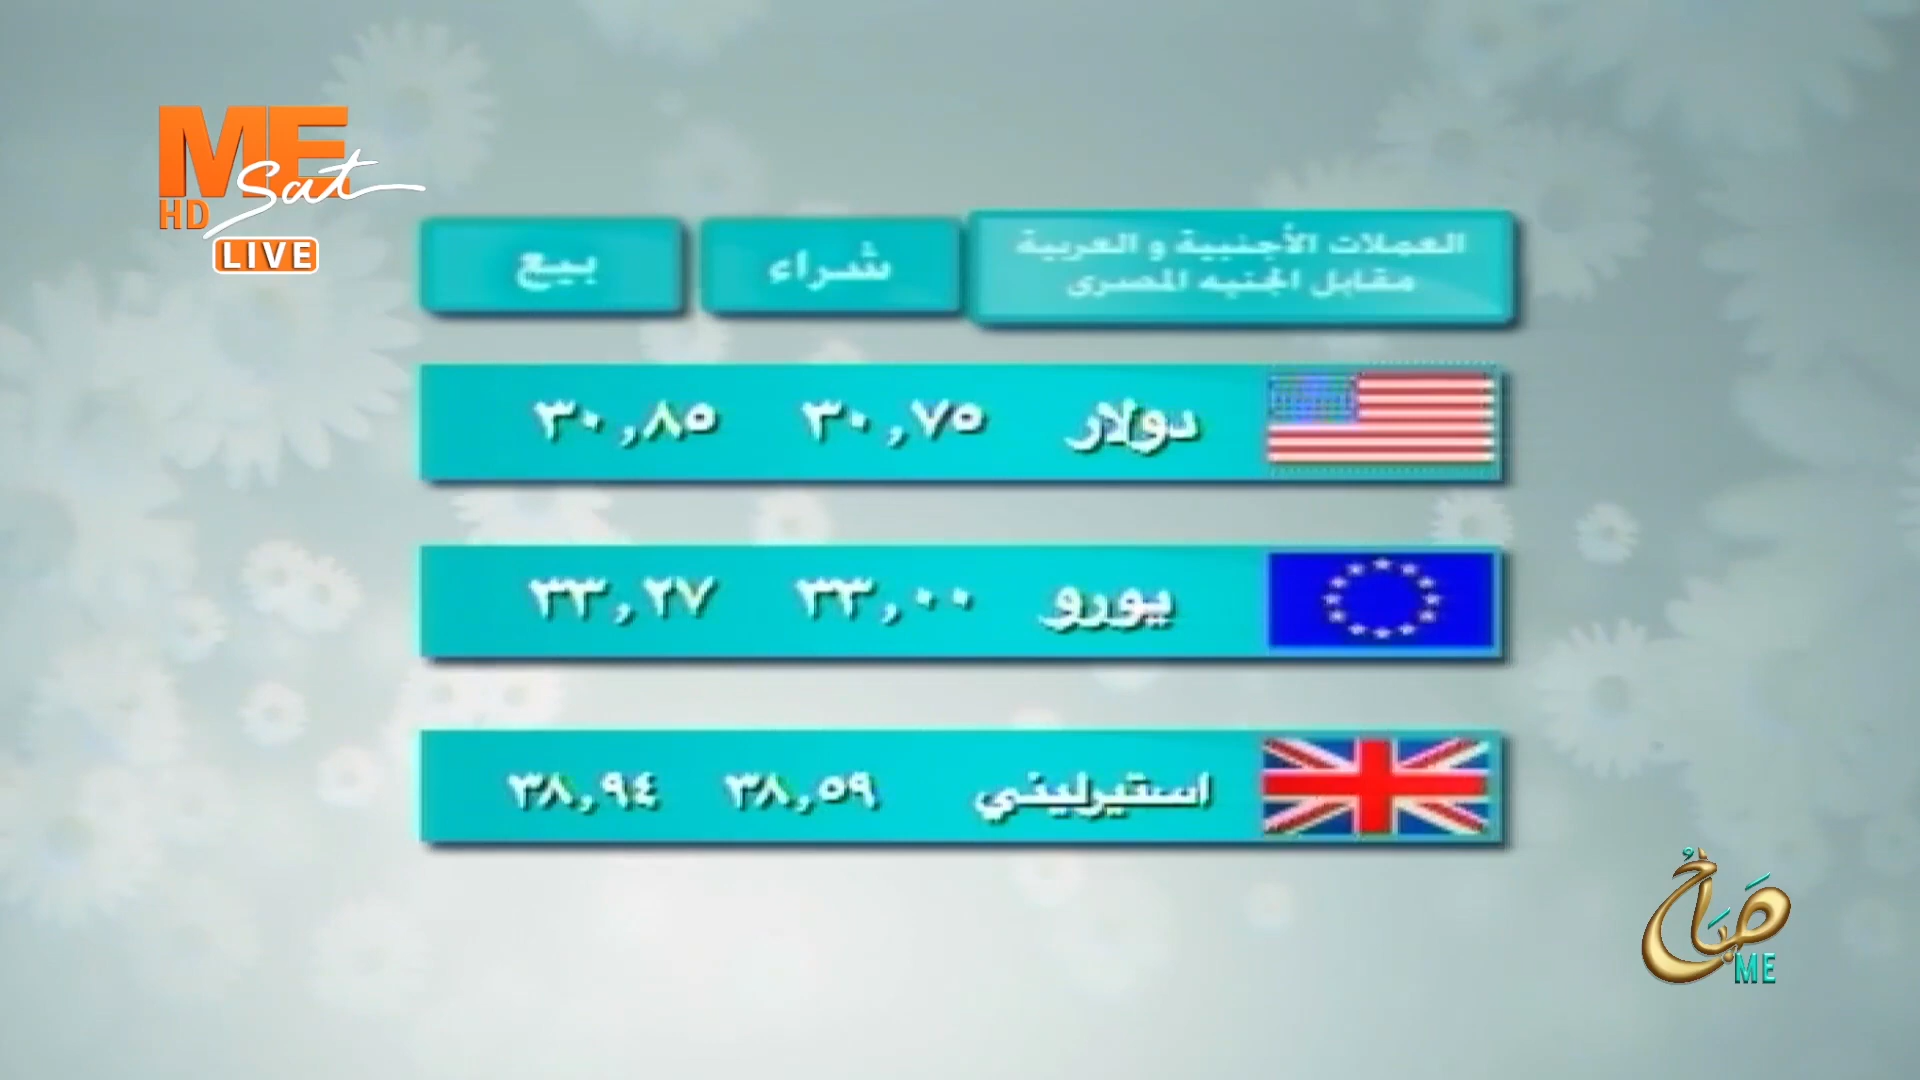 ME
Sat
HD
LIVE
العملات الأجنبية و العربية
مقابل الجنيه المصرى
شراء
بيع
دولار ٣٠,٧٥ ٣٠,٨٥
يورو ٣٣,٠٠ ٣٣,٢٧
استيرليني ٣٨,٥٩ ٣٨,٩٤
صَبَاحُ
ME